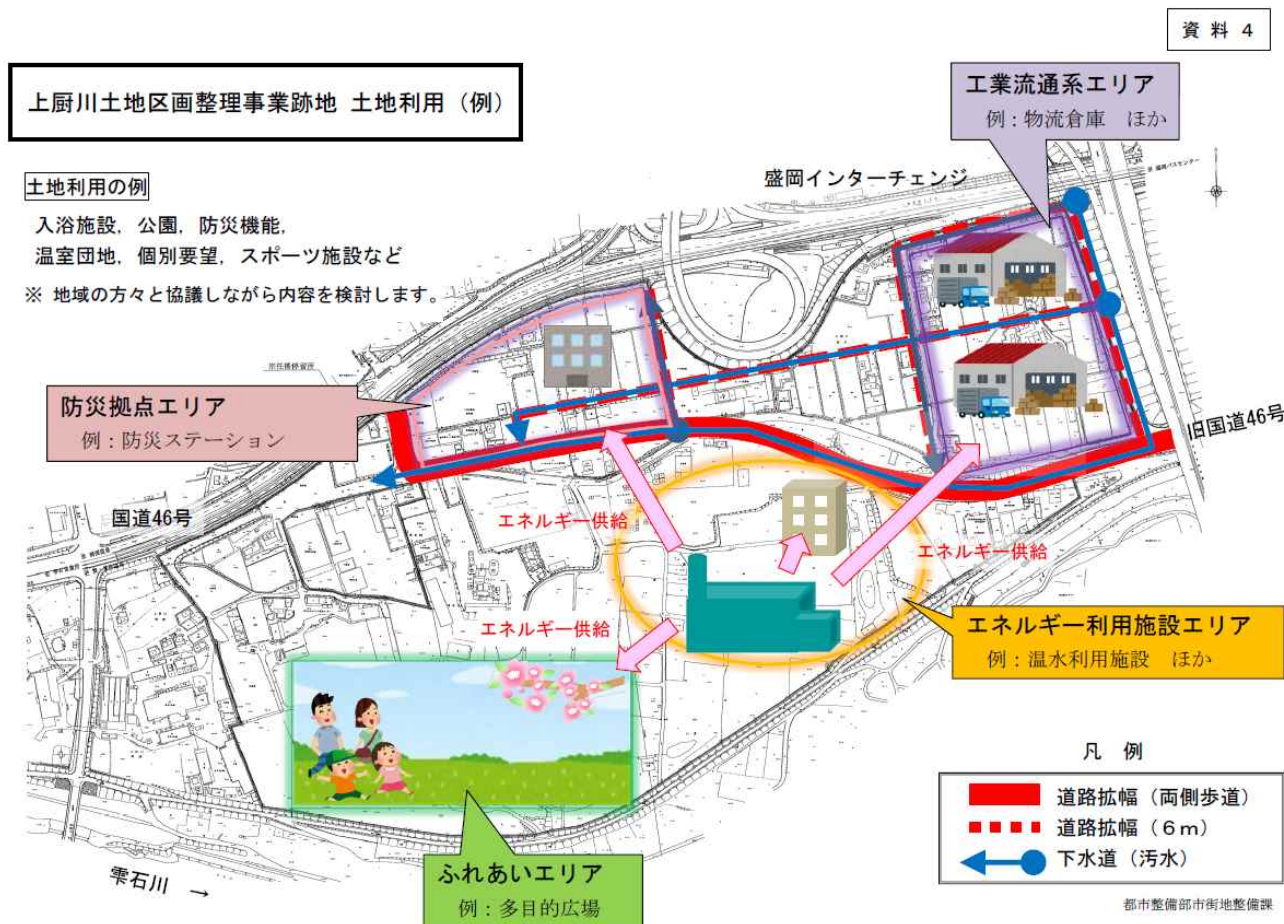 資料 4
上厨川土地区画整理事業跡地 土地利用（例）
工業流通系エリア
例：物流倉庫 ほか
土地利用の例
入浴施設，公園，防災機能，
温室団地，個別要望，スポーツ施設など
※ 地域の方々と協議しながら内容を検討します。
盛岡インターチェンジ
至 盛岡バスセンター
防災拠点エリア
例：防災ステーション
旧国道46号
国道46号
エネルギー供給
エネルギー供給
エネルギー供給
エネルギー利用施設エリア
例：温水利用施設 ほか
ふれあいエリア
例：多目的広場
雫石川 →
凡 例
道路拡幅（両側歩道）
道路拡幅（６ｍ）
下水道（汚水）
都市整備部市街地整備課